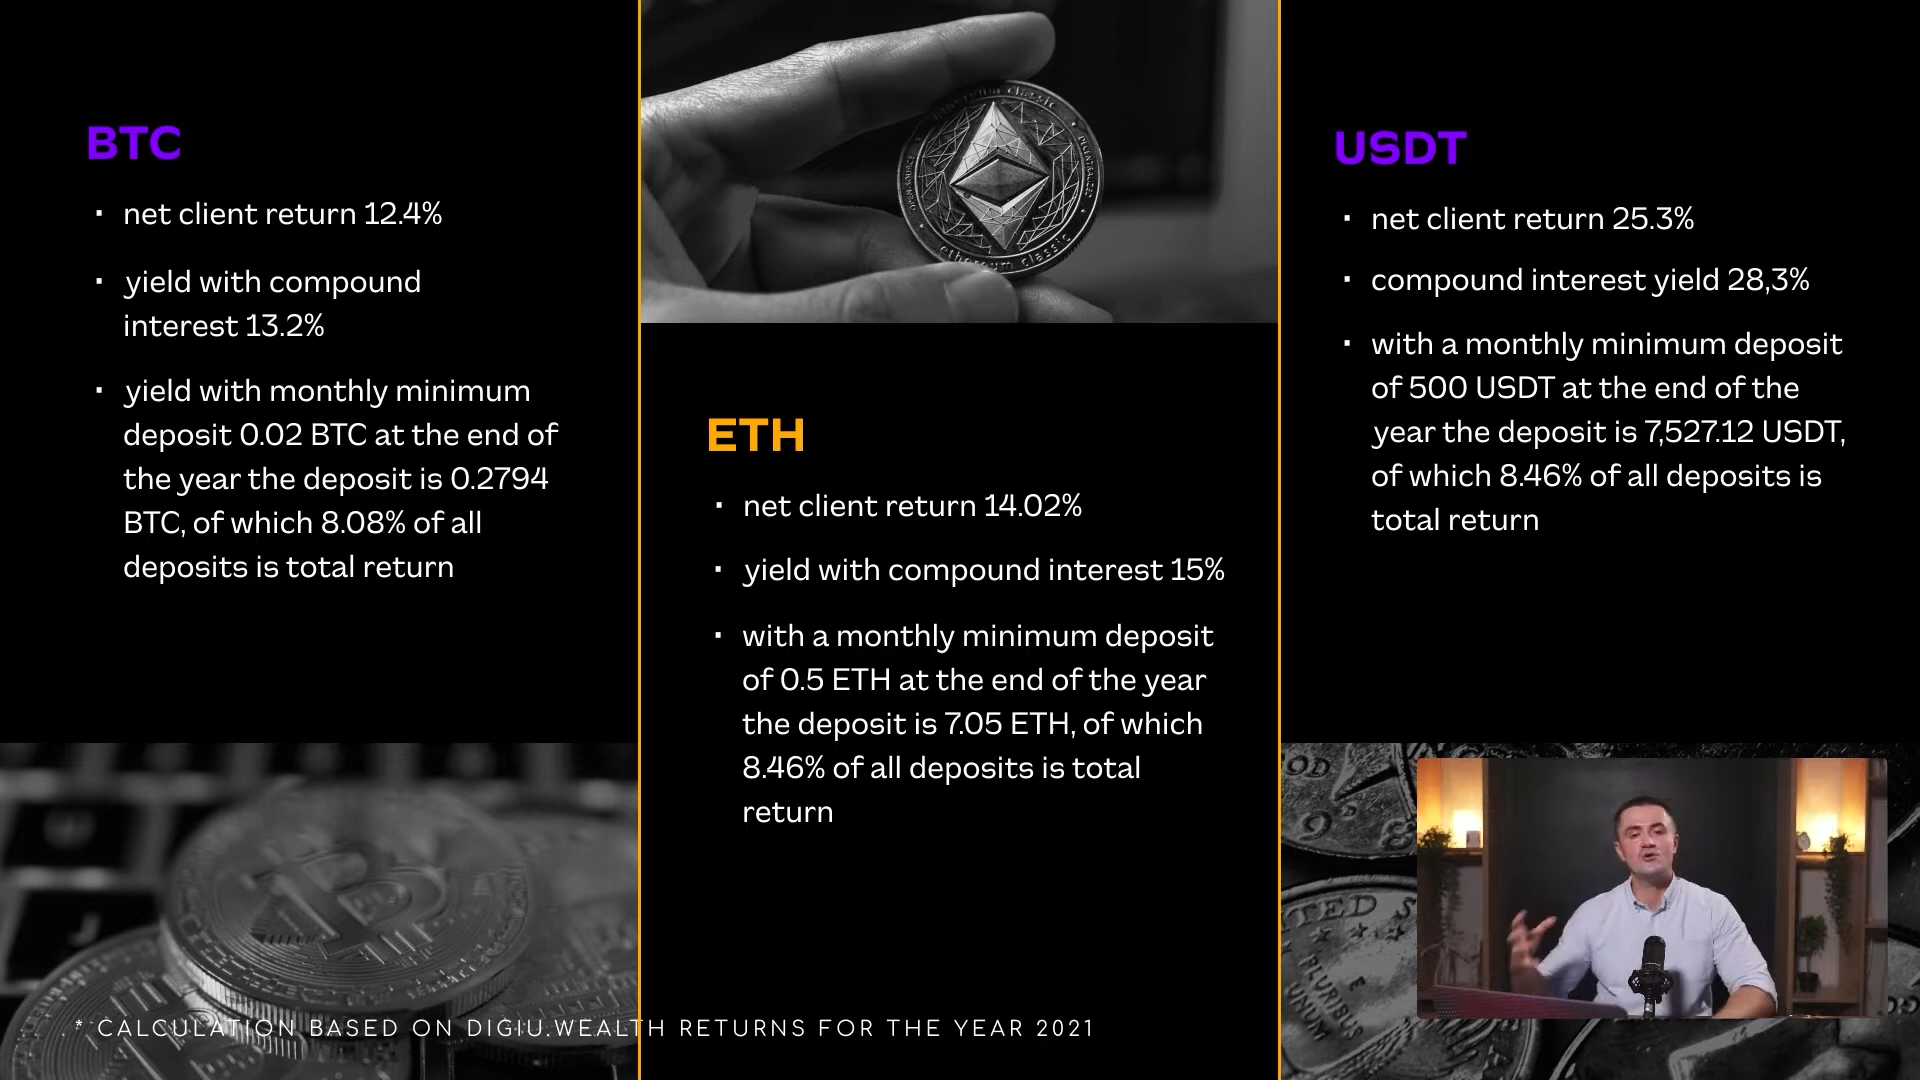 BTC
· net client return 12.4%
· yield with compound
interest 13.2%
· yield with monthly minimum
deposit 0.02 BTC at the end of
the year the deposit is 0.2794
BTC, of which 8.08% of all
deposits is total return
ethereum classic
ethereum classic
ETH
· net client return 14.02%
· yield with compound interest 15%
· with a monthly minimum deposit
of 0.5 ETH at the end of the year
the deposit is 7.05 ETH, of which
8.46% of all deposits is total
return
USDT
· net client return 25.3%
· compound interest yield 28,3%
· with a monthly minimum deposit
of 500 USDT at the end of the
year the deposit is 7,527.12 USDT,
of which 8.46% of all deposits is
total return
PLURIBUS
UNUM
* CALCULATION BASED ON DIGIU.WEALTH RETURNS FOR THE YEAR 2021